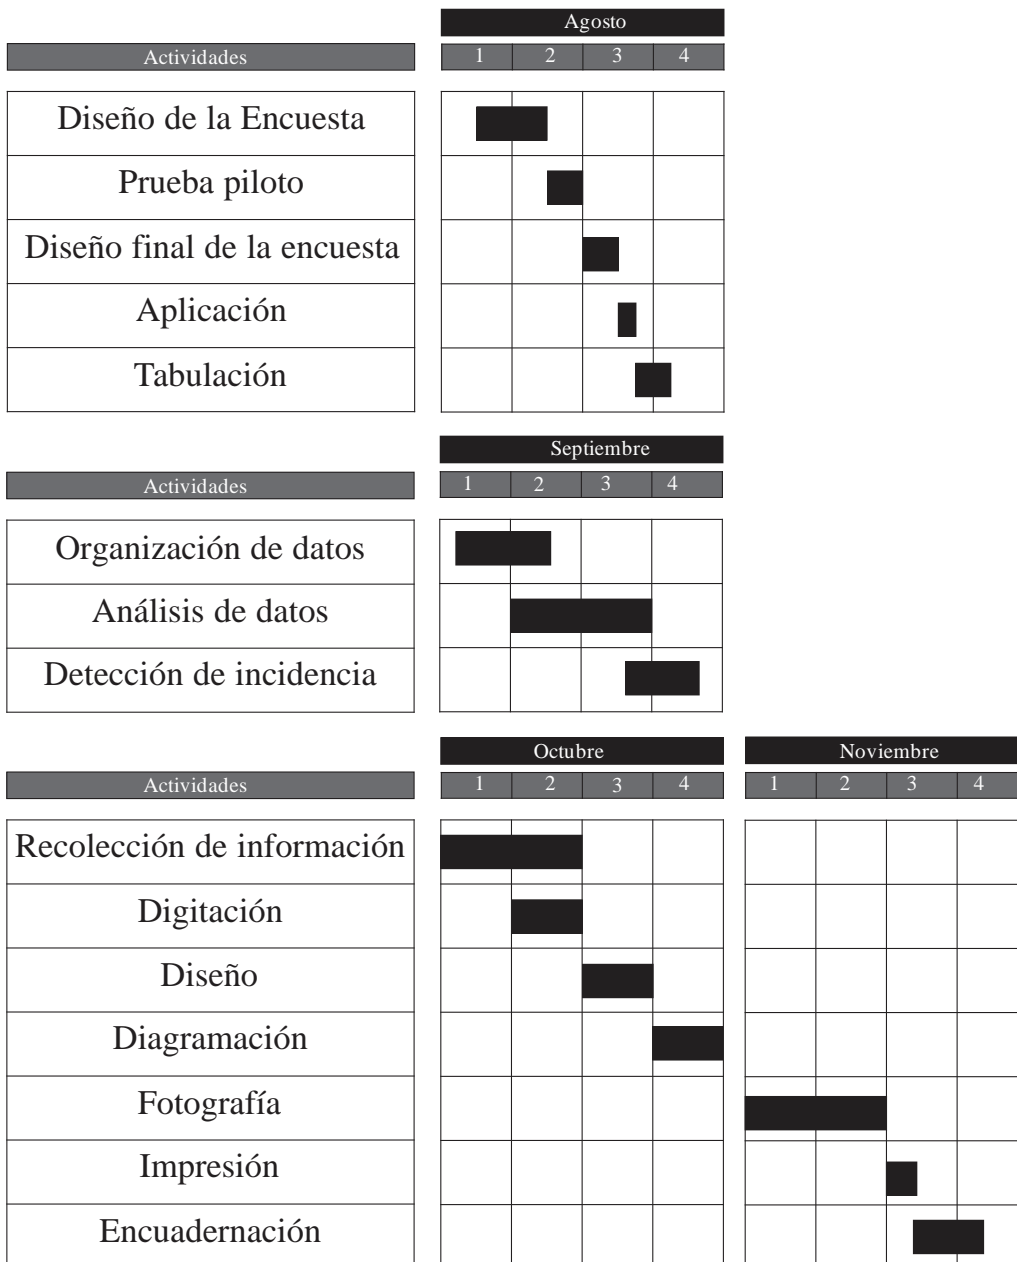 Agosto
Actividades 1 2 3 4
Diseño de la Encuesta
Prueba piloto
Diseño final de la encuesta
Aplicación
Tabulación
Septiembre
Actividades 1 2 3 4
Organización de datos
Análisis de datos
Detección de incidencia
Octubre Noviembre
Actividades 1 2 3 4 1 2 3 4
Recolección de información
Digitación
Diseño
Diagramación
Fotografía
Impresión
Encuadernación